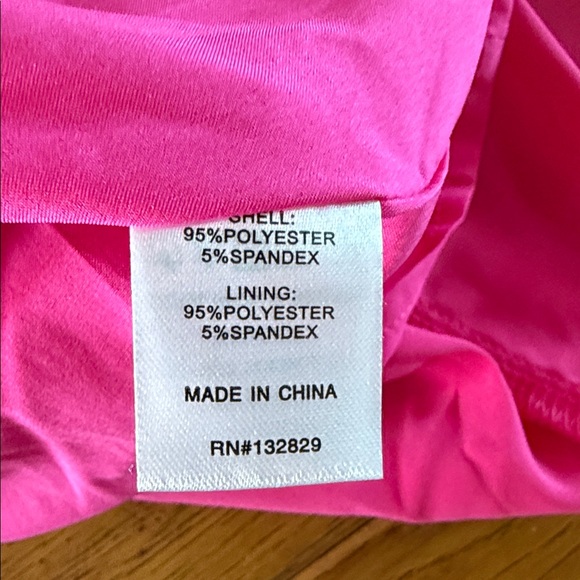 SHELL:
95%POLYESTER
5%SPANDEX
LINING:
95%POLYESTER
5%SPANDEX
MADE IN CHINA
RN#132829